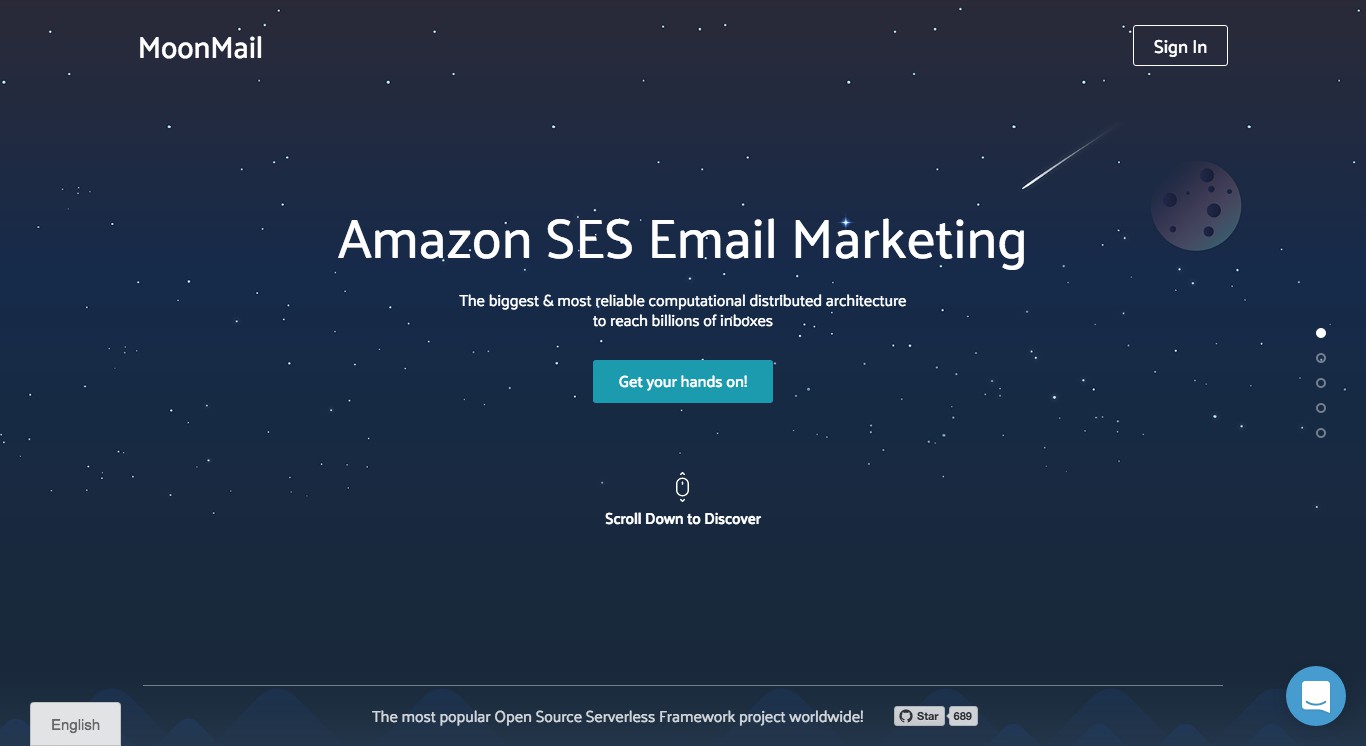 MoonMail
Sign In
Amazon SES Email Marketing
The biggest & most reliable computational distributed architecture
to reach billions of inboxes
Get your hands on!
Scroll Down to Discover
The most popular Open Source Serverless Framework project worldwide!
Star
689
English